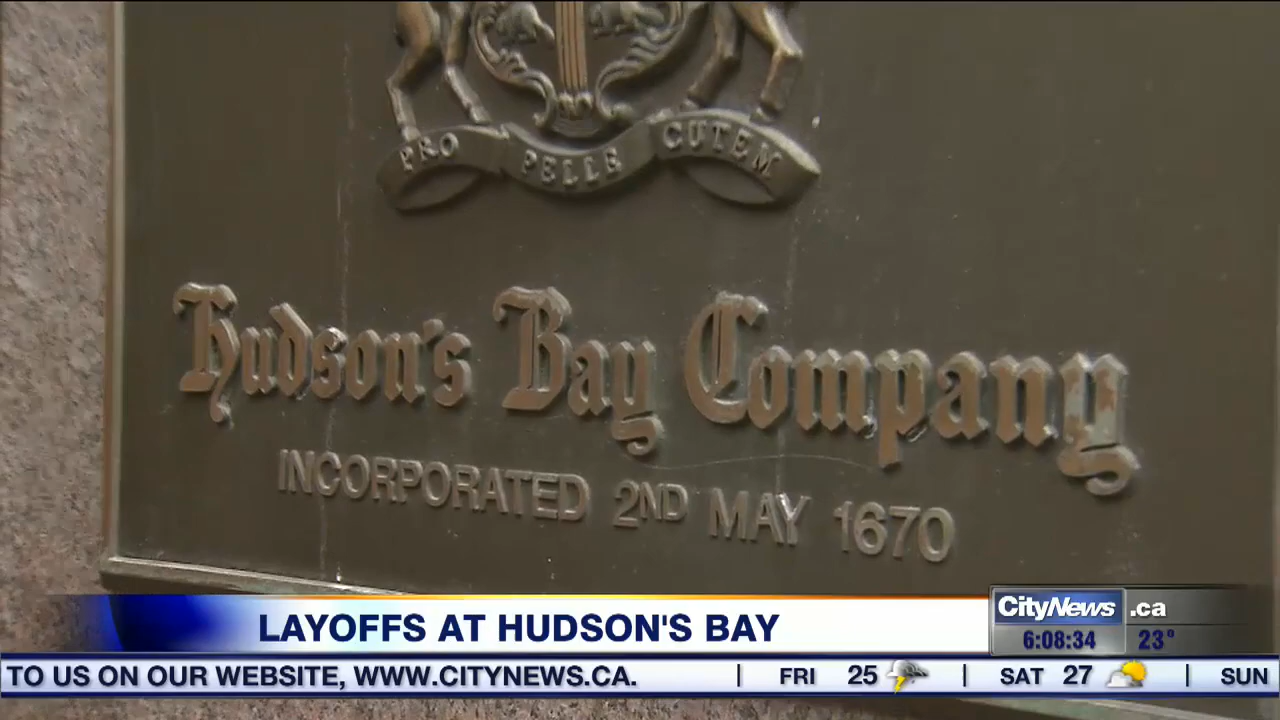 PRO PELLE CUTEM
Hudson's Bay Company
INCORPORATED 2ND MAY 1670
LAYOFFS AT HUDSON'S BAY
CityNews .ca
6:08:34 23°
TO US ON OUR WEBSITE, WWW.CITYNEWS.CA. | FRI 25 | SAT 27 | SUN